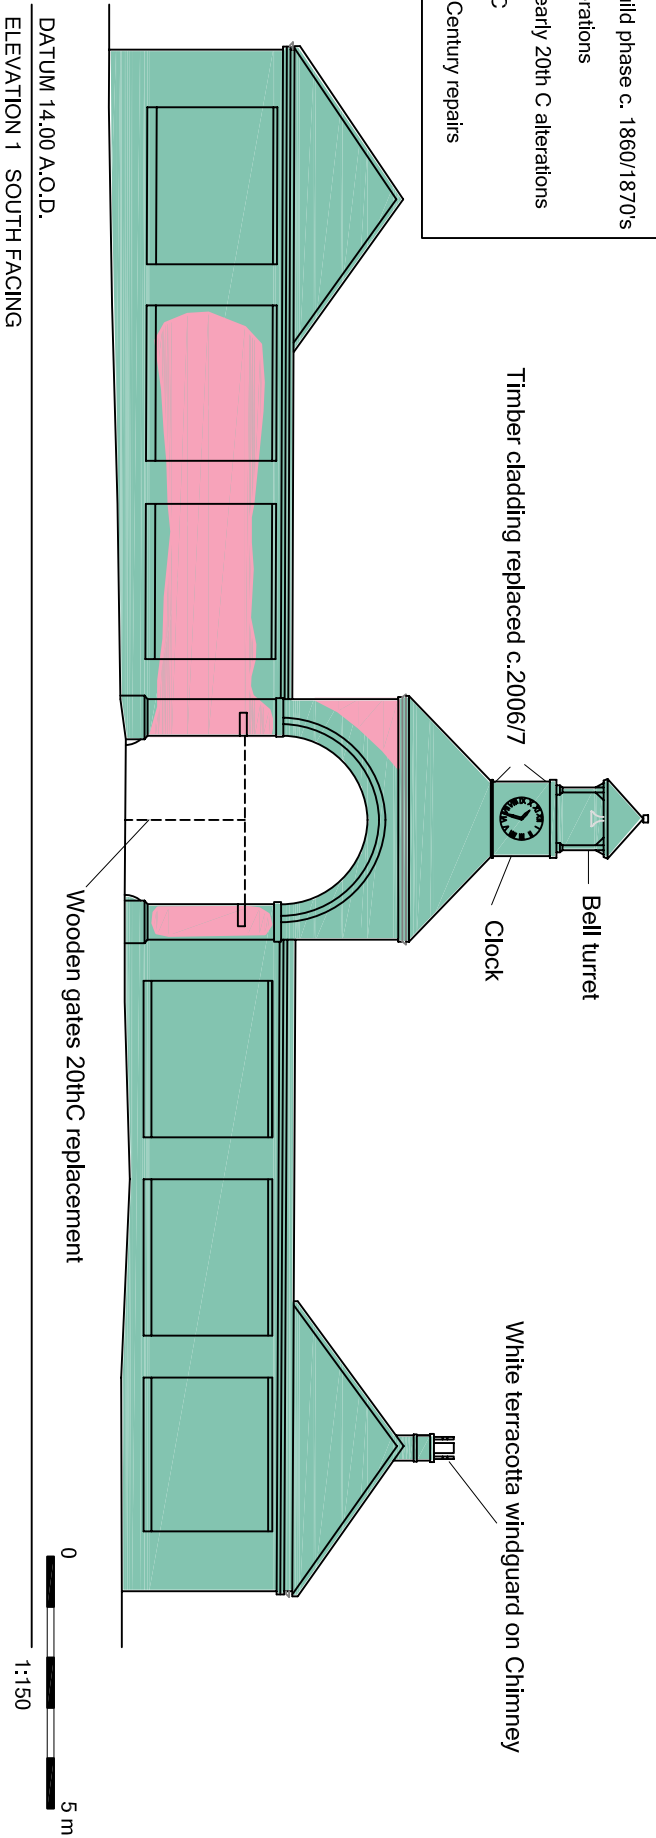 uild phase c. 1860/1870's
rations
early 20th C alterations
C
Century repairs
Timber cladding replaced c.2006/7
Bell turret
Clock
White terracotta windguard on Chimney
Wooden gates 20thC replacement
DATUM 14.00 A.O.D.
ELEVATION 1 SOUTH FACING
0
5 m
1:150